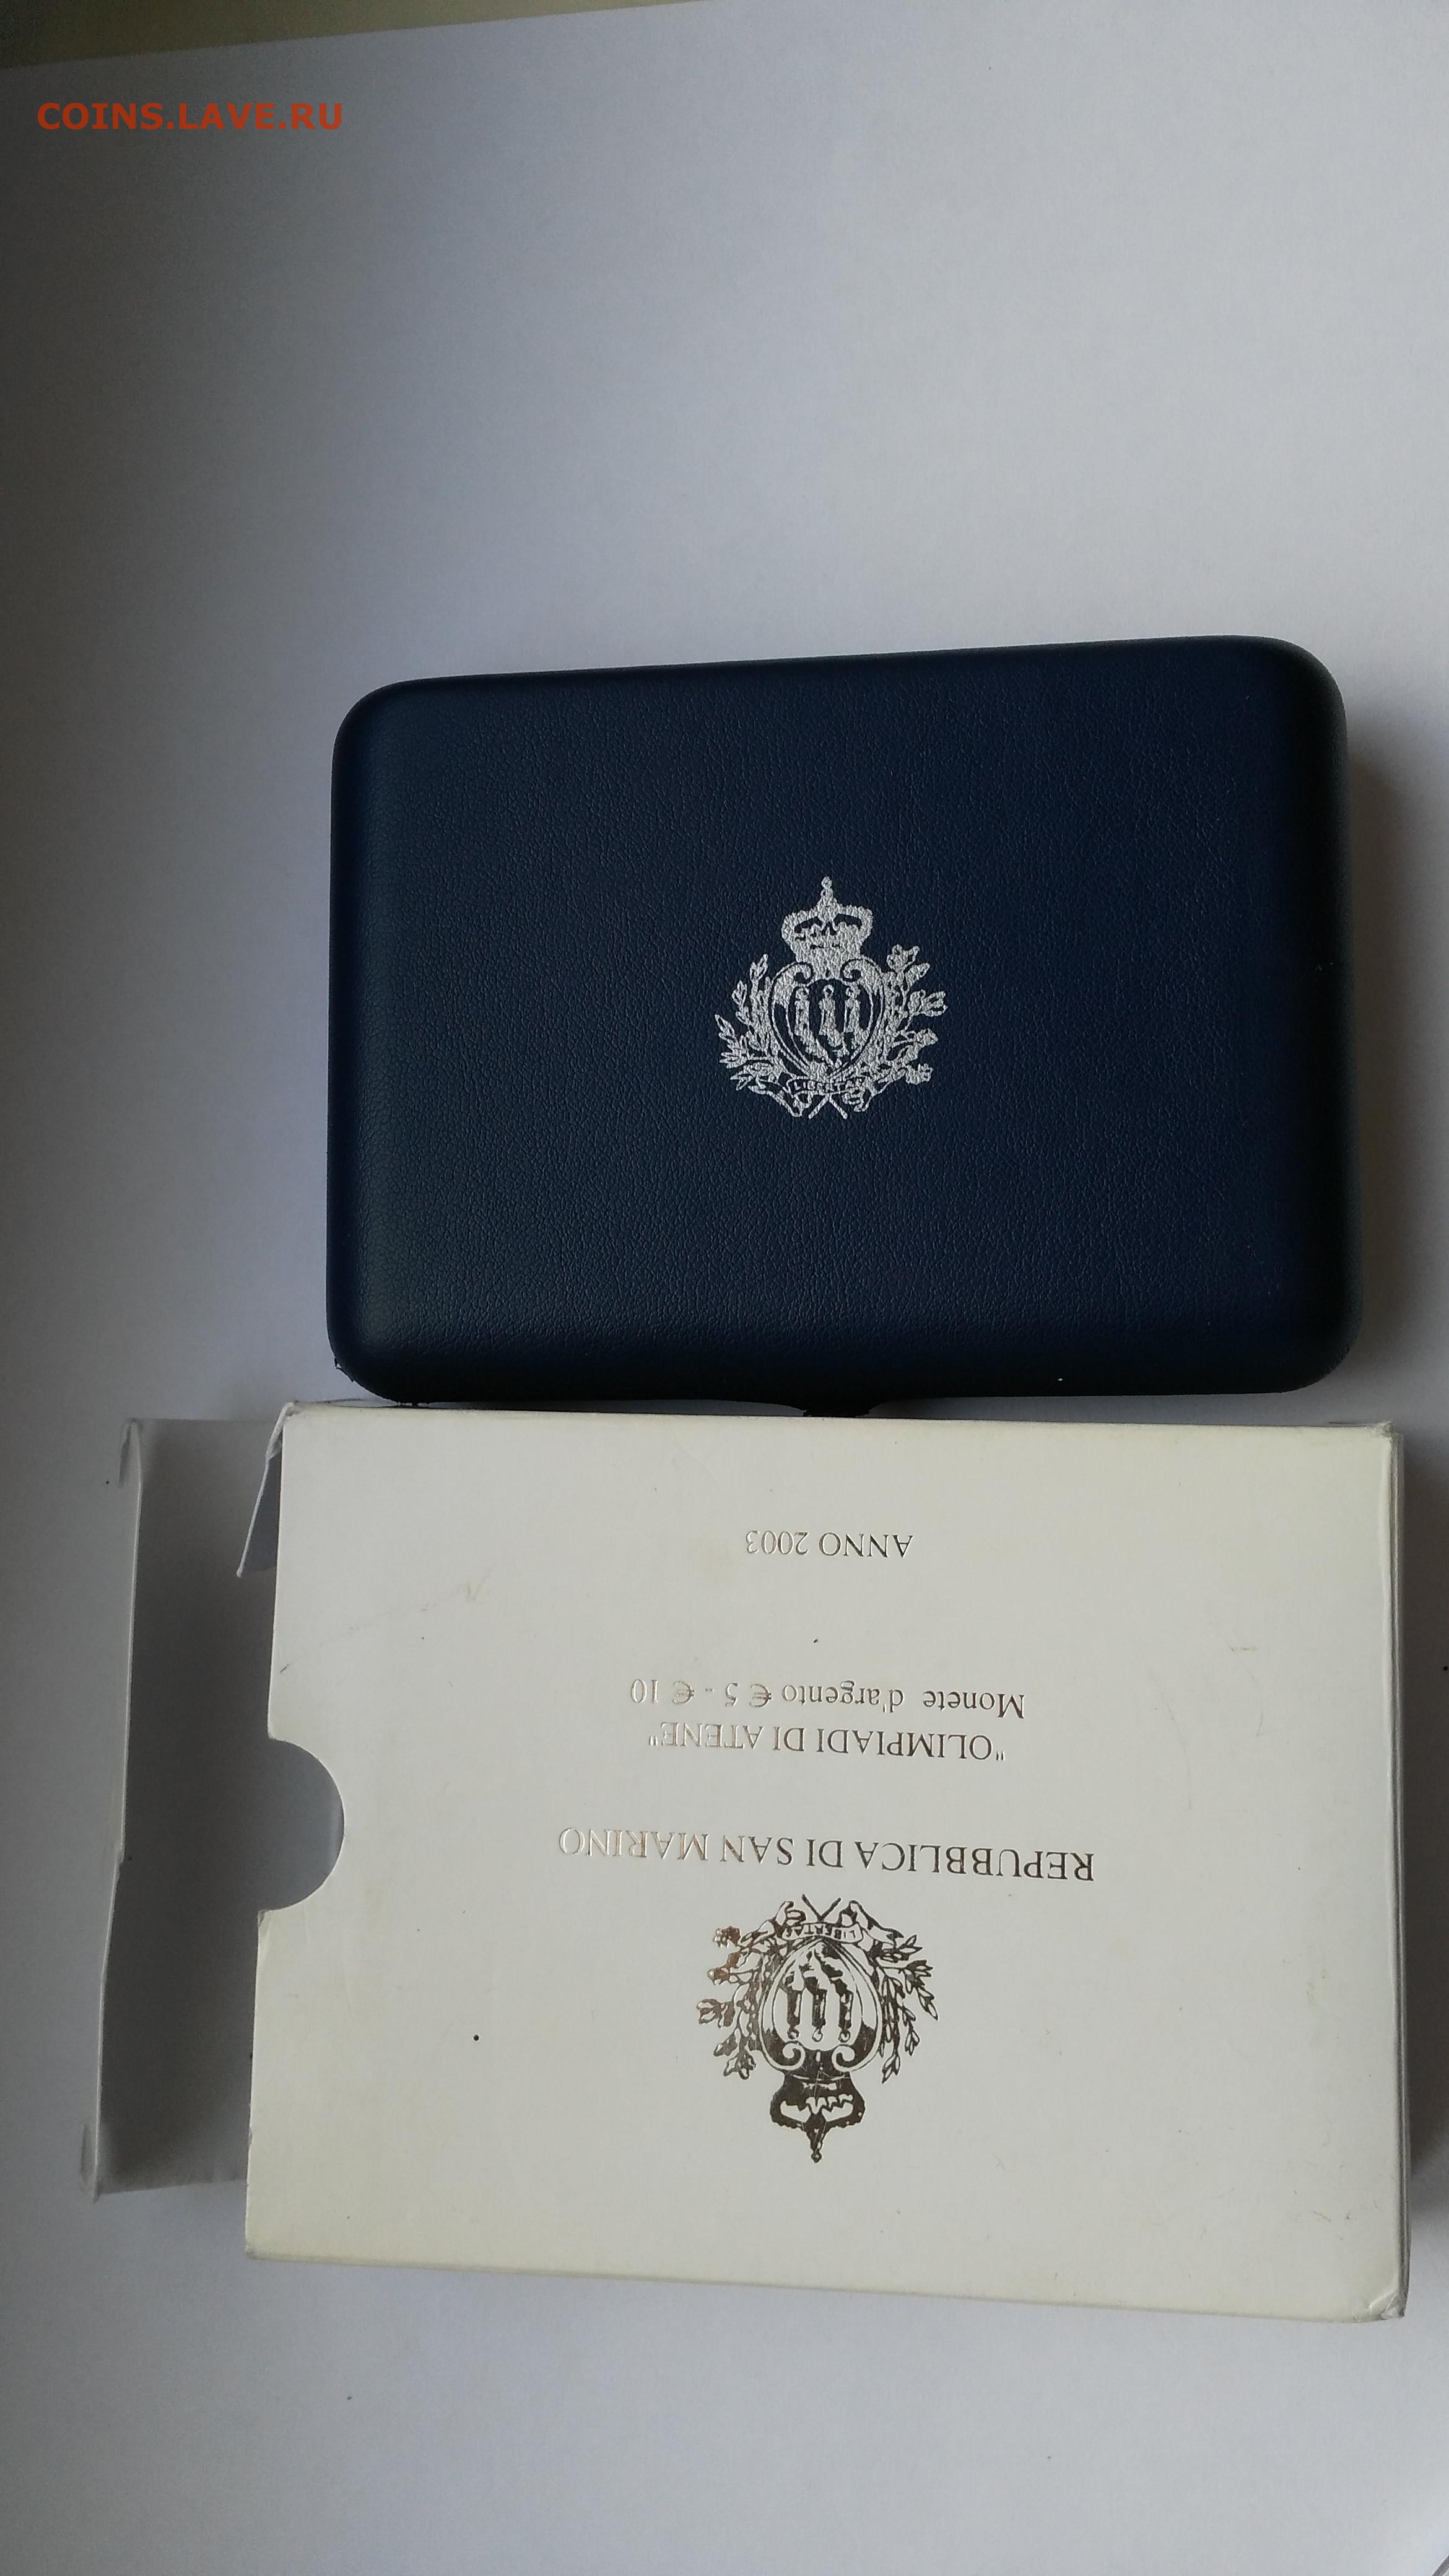 COINS.LAVE.RU
LIBERTAS
LIBERTAS
REPUBBLICA DI SAN MARINO
"OLIMPIADI DI ATENE"
Monete d'argento € 5 - € 10
ANNO 2003